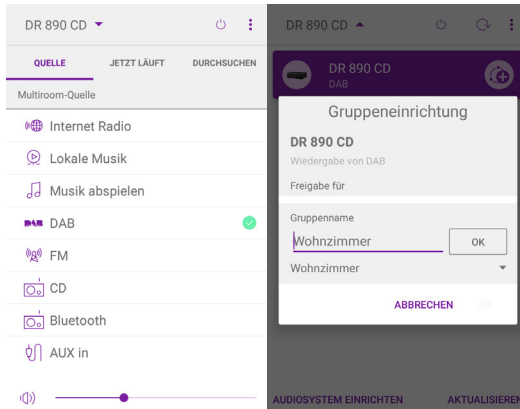 DR 890 CD
QUELLE JETZT LÄUFT DURCHSUCHEN
Multiroom-Quelle
Internet Radio
Lokale Musik
Musik abspielen
DAB DAB
FM
CD
Bluetooth
AUX in
DR 890 CD
DR 890 CD
DAB
Gruppeneinrichtung
DR 890 CD
Wiedergabe von DAB
Freigabe für
Gruppenname
Wohnzimmer OK
Wohnzimmer
ABBRECHEN OK
AUDIOSYSTEM EINRICHTEN AKTUALISIEREN